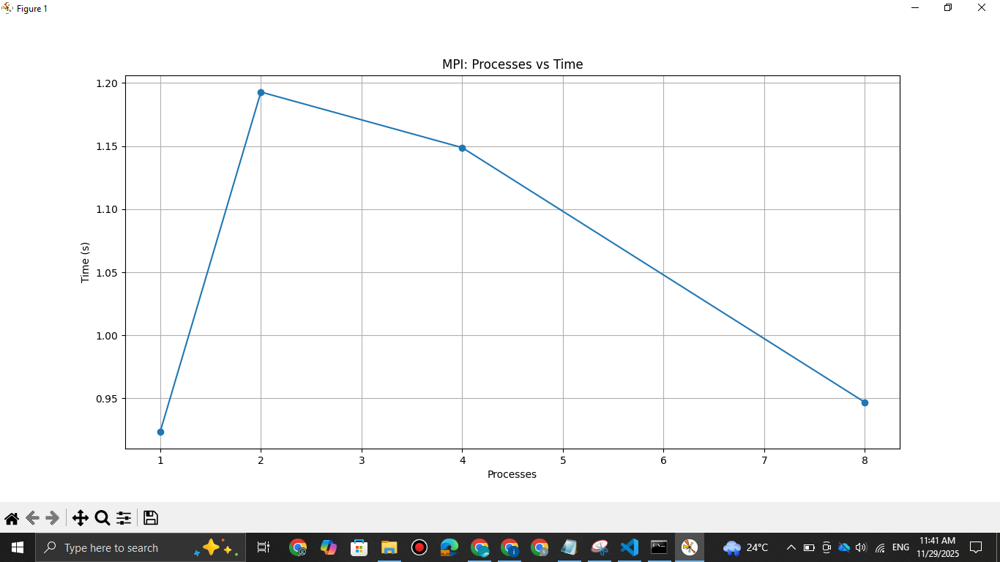 Figure 1
MPI: Processes vs Time
1.20
1.15
1.10
1.05
1.00
0.95
Time (s)
1 2 3 4 5 6 7 8
Processes
Type here to search
24°C
ENG
11:41 AM
11/29/2025